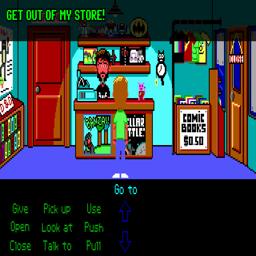 GET OUT OF MY STORE!
COMIC
BOOKS
$0.50
Go to
Give Pick up Use
Open Look at Push
Close Talk to Pull